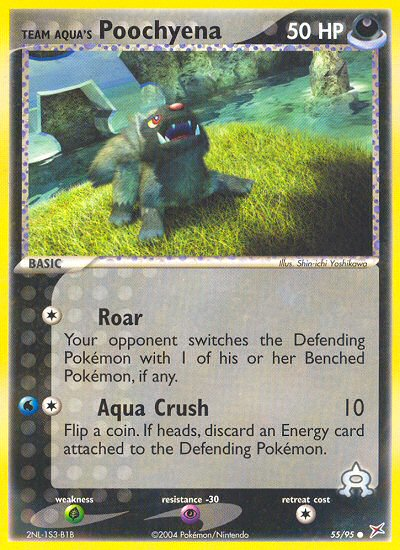 TEAM AQUA'S Poochyena 50 HP
BASIC
Illus. Shin-ichi Yoshikawa
Roar
Your opponent switches the Defending
Pokémon with 1 of his or her Benched
Pokémon, if any.
Aqua Crush 10
Flip a coin. If heads, discard an Energy card
attached to the Defending Pokémon.
weakness resistance -30 retreat cost
2NL-153-B1B ©2004 Pokémon/Nintendo 55/95